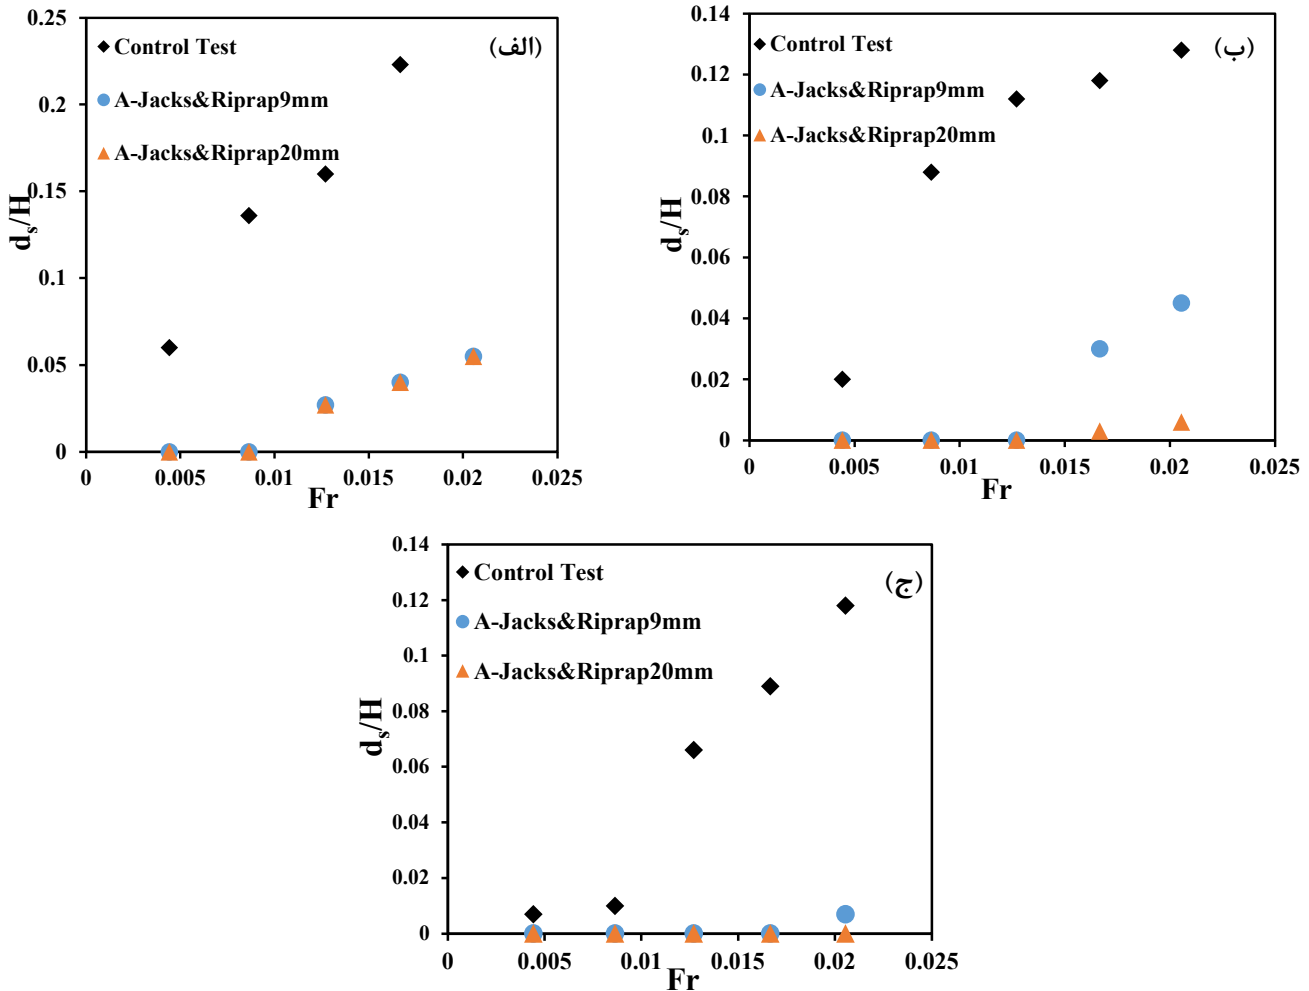 0.25
0.2
0.15
0.1
0.05
0
0
0.005
0.01
0.015
0.02
0.025
ds/H
Fr
Control Test
A-Jacks&Riprap9mm
A-Jacks&Riprap20mm
(الف)
0.14
0.12
0.1
0.08
0.06
0.04
0.02
0
0
0.005
0.01
0.015
0.02
0.025
ds/H
Fr
Control Test
A-Jacks&Riprap9mm
A-Jacks&Riprap20mm
(ب)
0.14
0.12
0.1
0.08
0.06
0.04
0.02
0
0
0.005
0.01
0.015
0.02
0.025
ds/H
Fr
Control Test
A-Jacks&Riprap9mm
A-Jacks&Riprap20mm
(ج)